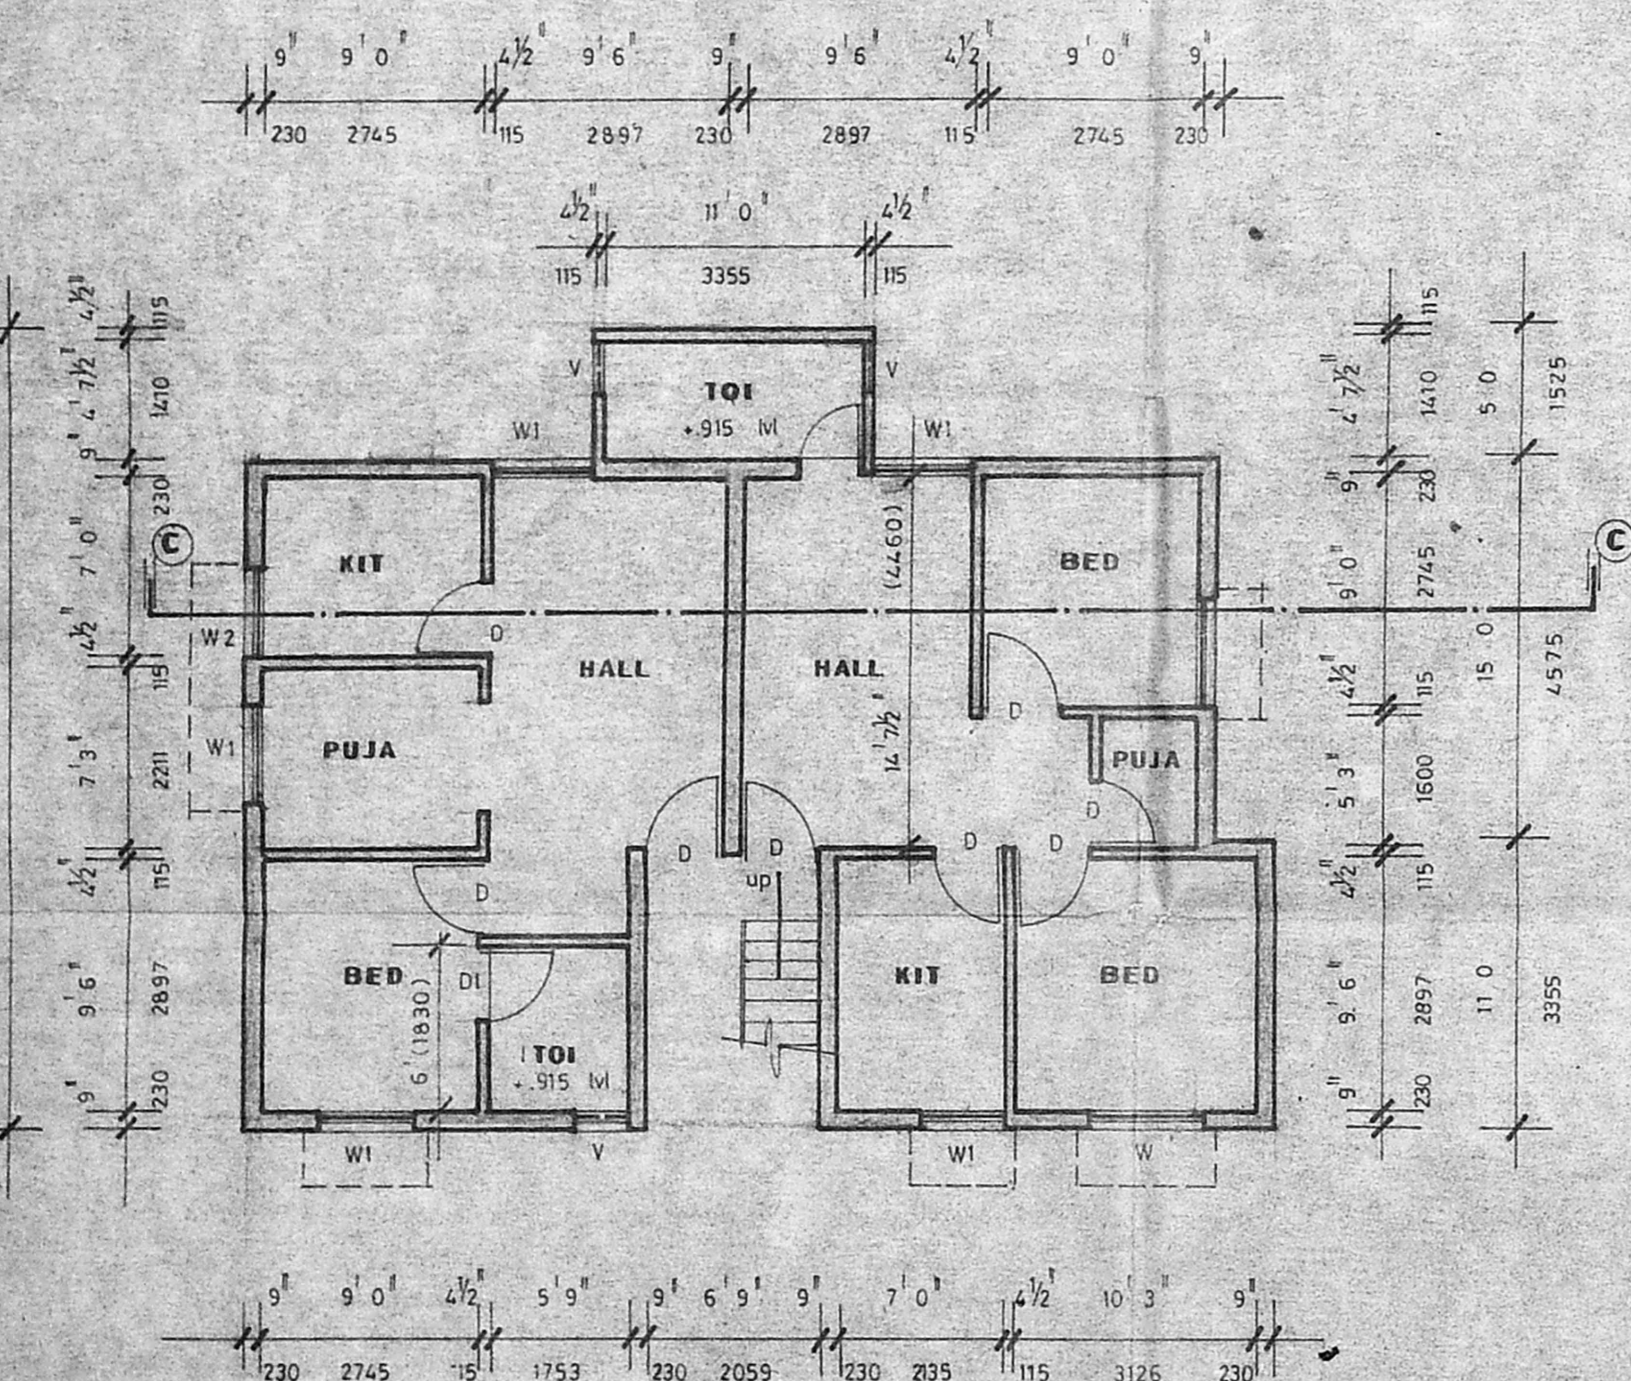 9" 9' 0" 4½" 9' 6" 9" 9' 6" 4½" 9' 0" 9"
230 2745 115 2897 230 2897 115 2745 230
4½" 11' 0" 4½"
115 3355 115
V TOI V
+.915 lvl
W1 W1
KIT BED
D
W2
HALL HALL
(4460)
14' 7½"
D
W1 PUJA PUJA
D
D D D D
up
D
BED D1 KIT BED
6' (1830)
TOI
+.915 lvl
W1 V W1 W
C C
4½" 115
4' 7½" 1410
9" 230
7' 0"
4½" 115
7' 3" 2211
4½" 115
9' 6" 2897
9" 230
115
4' 7½" 1410 5 0 1525
9" 230
9' 0" 2745
4½" 115 15 0 4575
5' 3" 1600
4½" 115
9' 6" 2897 11 0 3355
9" 230
9" 9' 0" 4½" 5' 9" 9" 6' 9" 9" 7' 0" 4½" 10' 3" 9"
230 2745 15 1753 230 2059 230 2135 115 3126 230